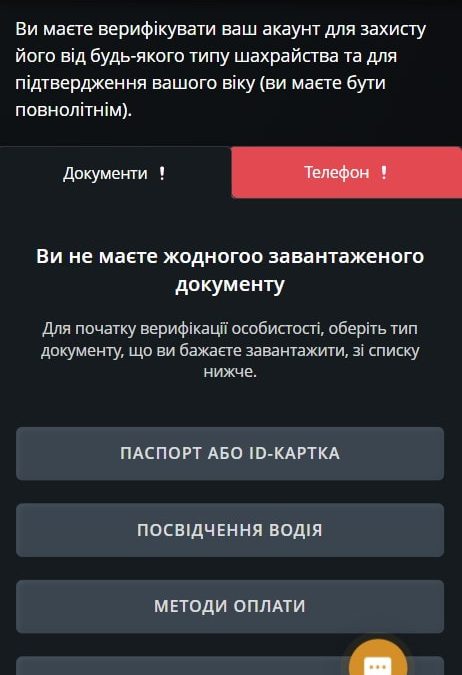 Ви маєте верифікувати ваш акаунт для захисту
його від будь-якого типу шахрайства та для
підтвердження вашого віку (ви маєте бути
повнолітнім).
Документи !
Телефон !
Ви не маєте жодногоо завантаженого
документу
Для початку верифікації особистості, оберіть тип
документу, що ви бажаєте завантажити, зі списку
нижче.
ПАСПОРТ АБО ID-КАРТКА
ПОСВІДЧЕННЯ ВОДІЯ
МЕТОДИ ОПЛАТИ